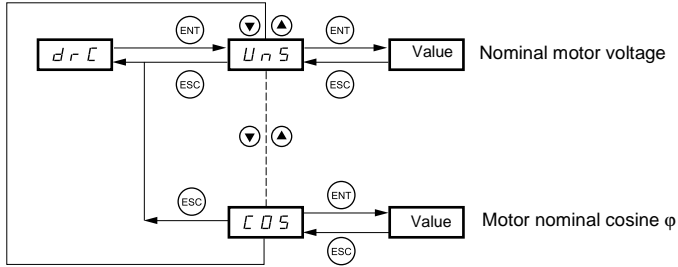 ENT ENT
drC UnS Value Nominal motor voltage
ESC ESC
ESC ENT
COS Value Motor nominal cosine φ
ESC